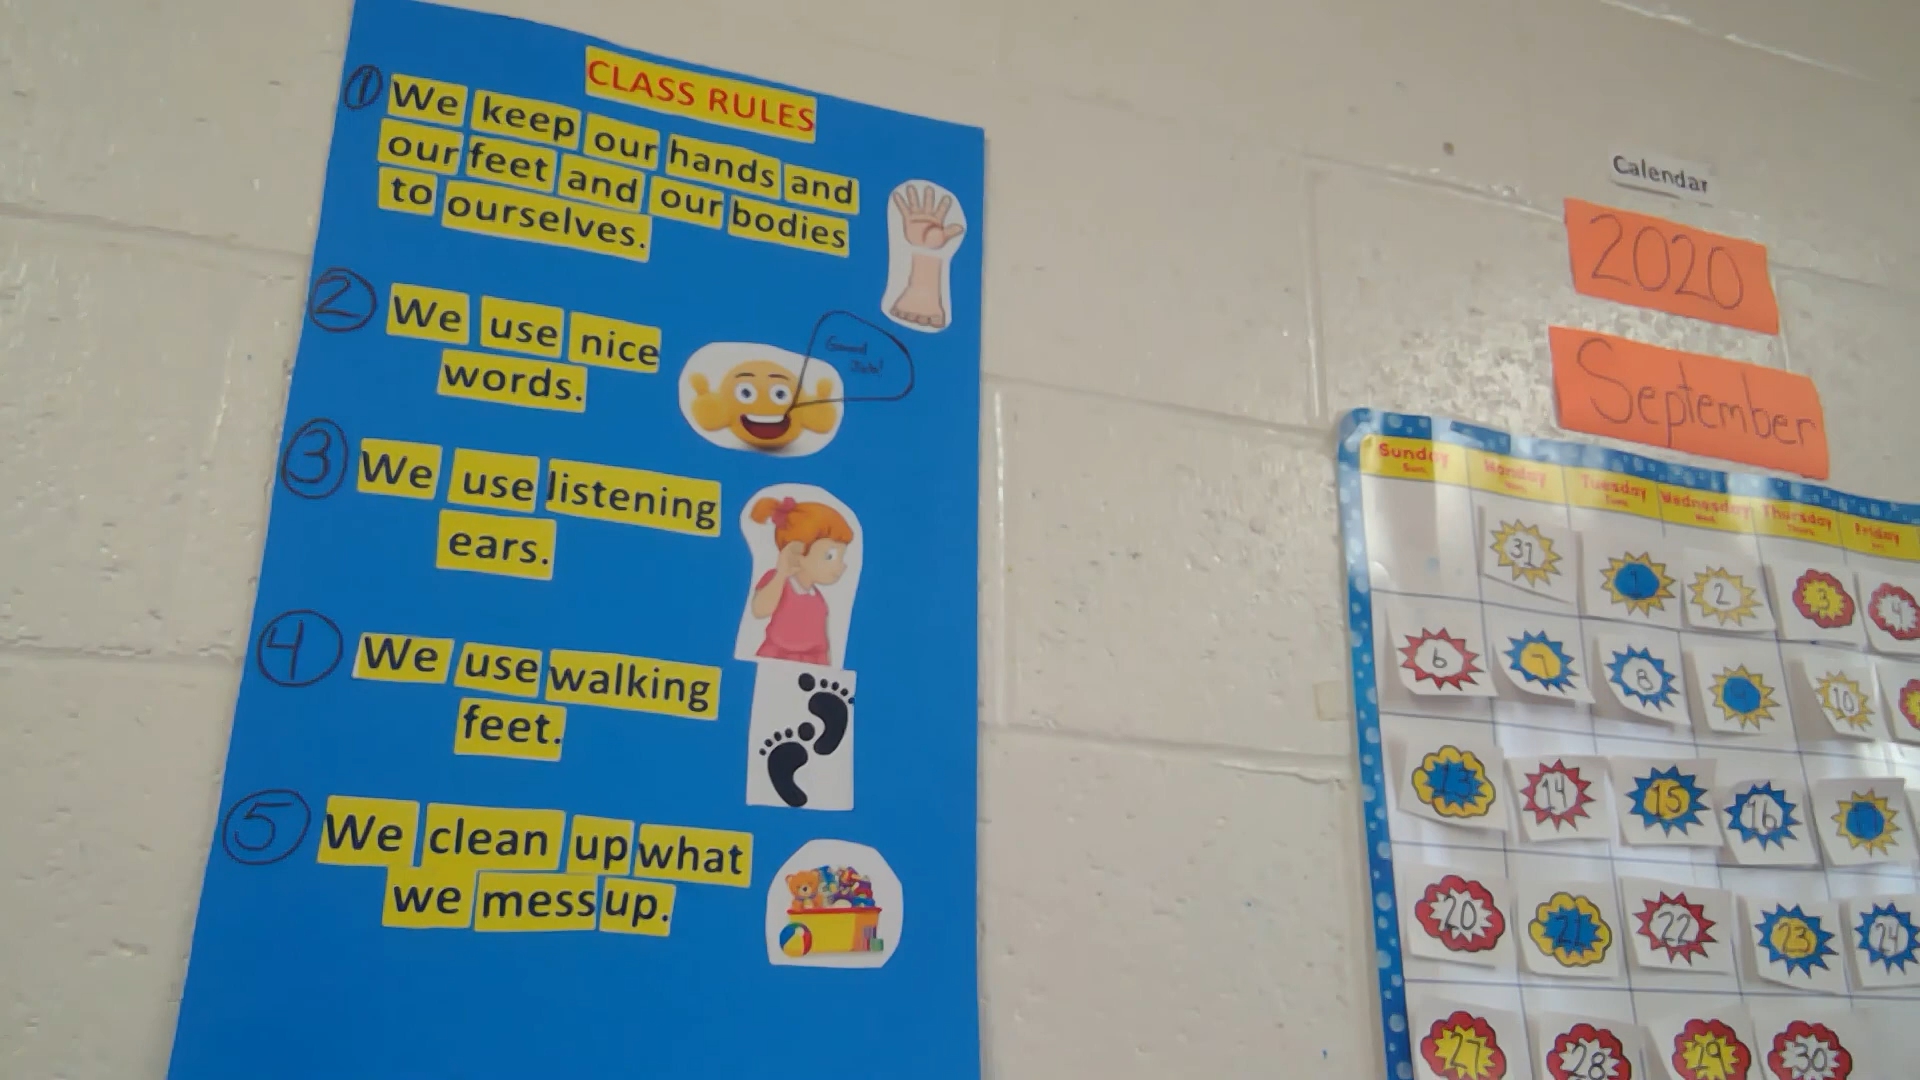 CLASS RULES
1 We keep our hands and
our feet and our bodies
to ourselves.
2 We use nice
words.
Good
Job!
3 We use listening
ears.
4 We use walking
feet.
5 We clean up what
we mess up.
Calendar
2020
September
Sunday Monday Tuesday Wednesday Thursday Friday
31 1 2 3 4
6 7 8 9 10
13 14 15 16
20 21 22 23 24
27 28 29 30